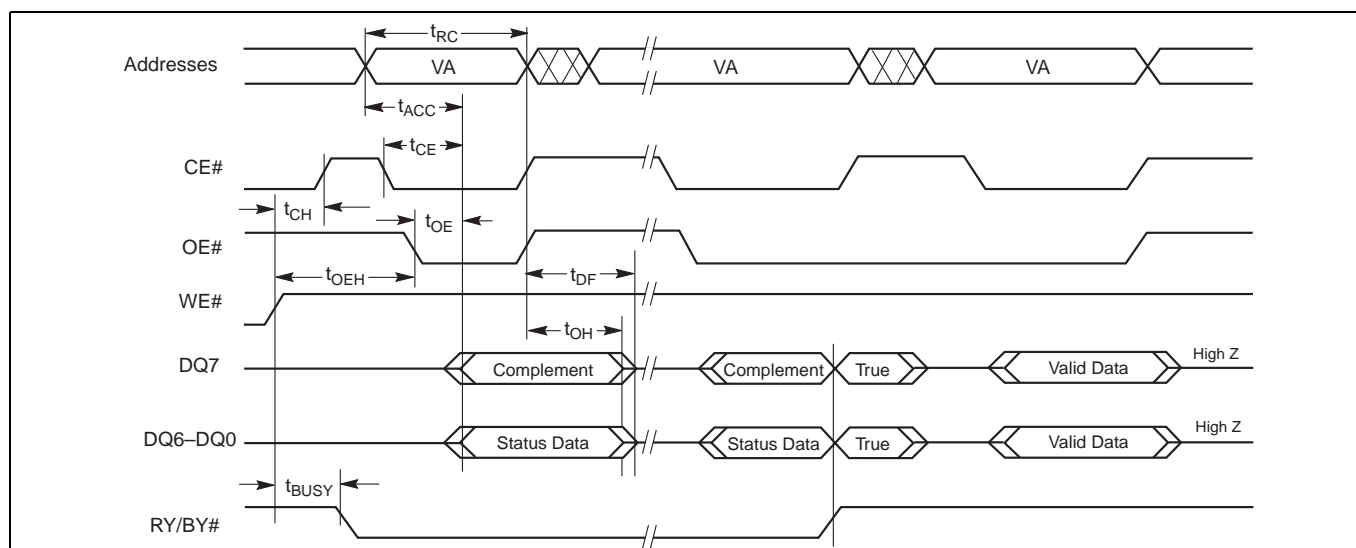 tRC
Addresses VA VA VA
tACC
tCE
CE#
tCH tOE
OE#
tOEH tDF
WE#
tOH
DQ7 Complement Complement True Valid Data High Z
DQ6–DQ0 Status Data Status Data True Valid Data High Z
tBUSY
RY/BY#